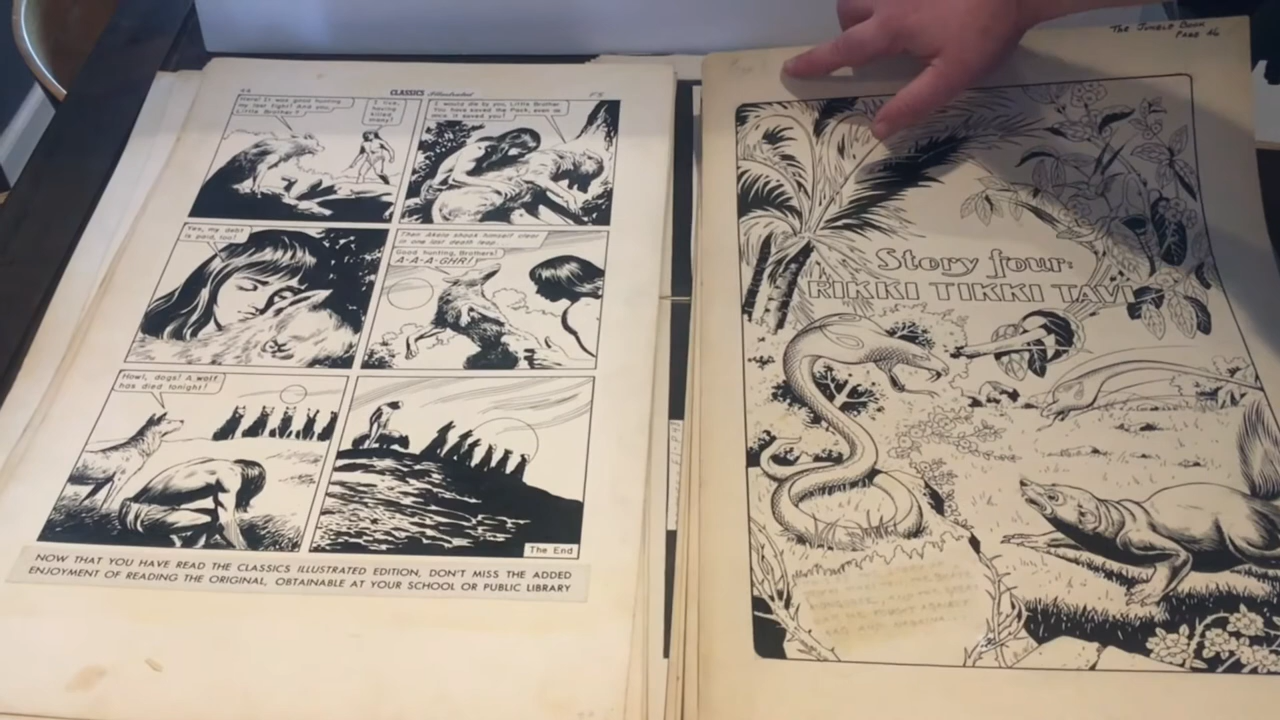 44
CLASSICS Illustrated
Here! It was good hunting,
my last fight! And you,
Little Brother?
I live,
having
killed
many!
I would die by you, Little Brother.
You have saved the Pack, even as
once it saved you!
Yes, my debt
is paid, too!
Then Akela shook himself clear
in one last death leap.
Good hunting, Brothers!
A-A-A-GHR!
Howl, dogs! A wolf
has died tonight!
The End
NOW THAT YOU HAVE READ THE CLASSICS ILLUSTRATED EDITION, DON'T MISS THE ADDED
ENJOYMENT OF READING THE ORIGINAL, OBTAINABLE AT YOUR SCHOOL OR PUBLIC LIBRARY
The Jungle Book
PAGE 26
Story four:
RIKKI TIKKI TAVI